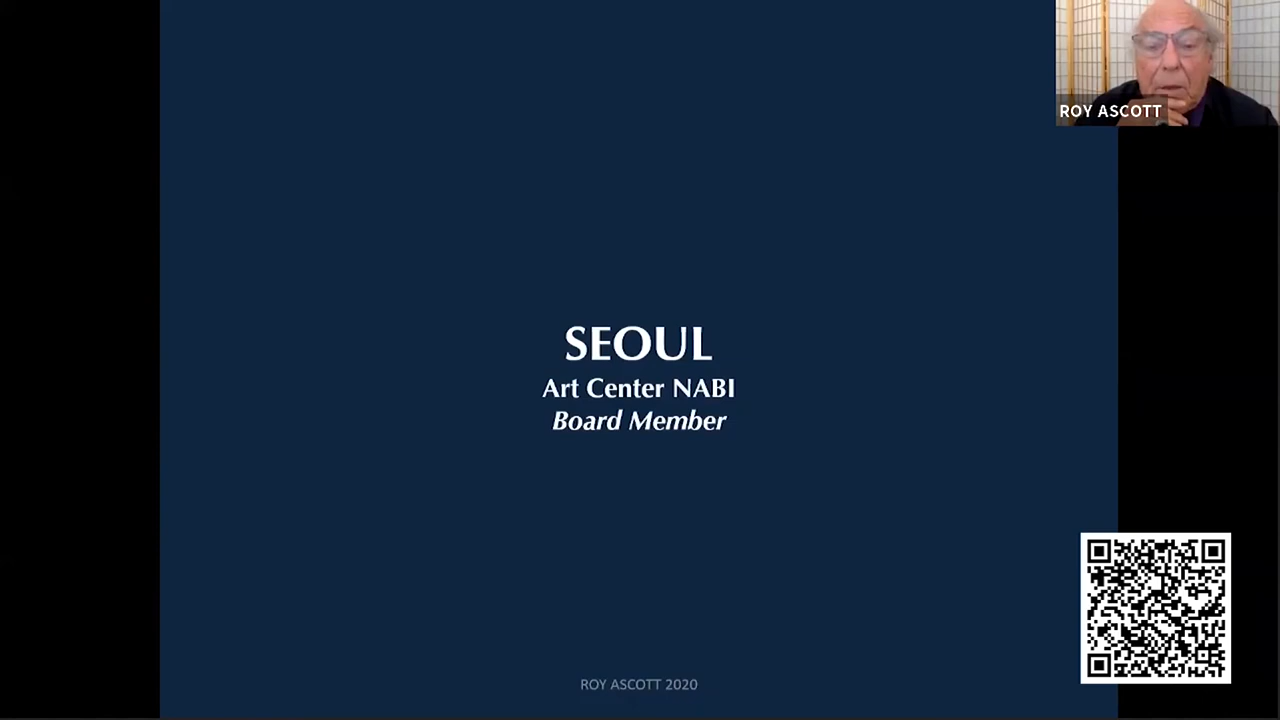 ROY ASCOTT
SEOUL
Art Center NABI
Board Member
ROY ASCOTT 2020